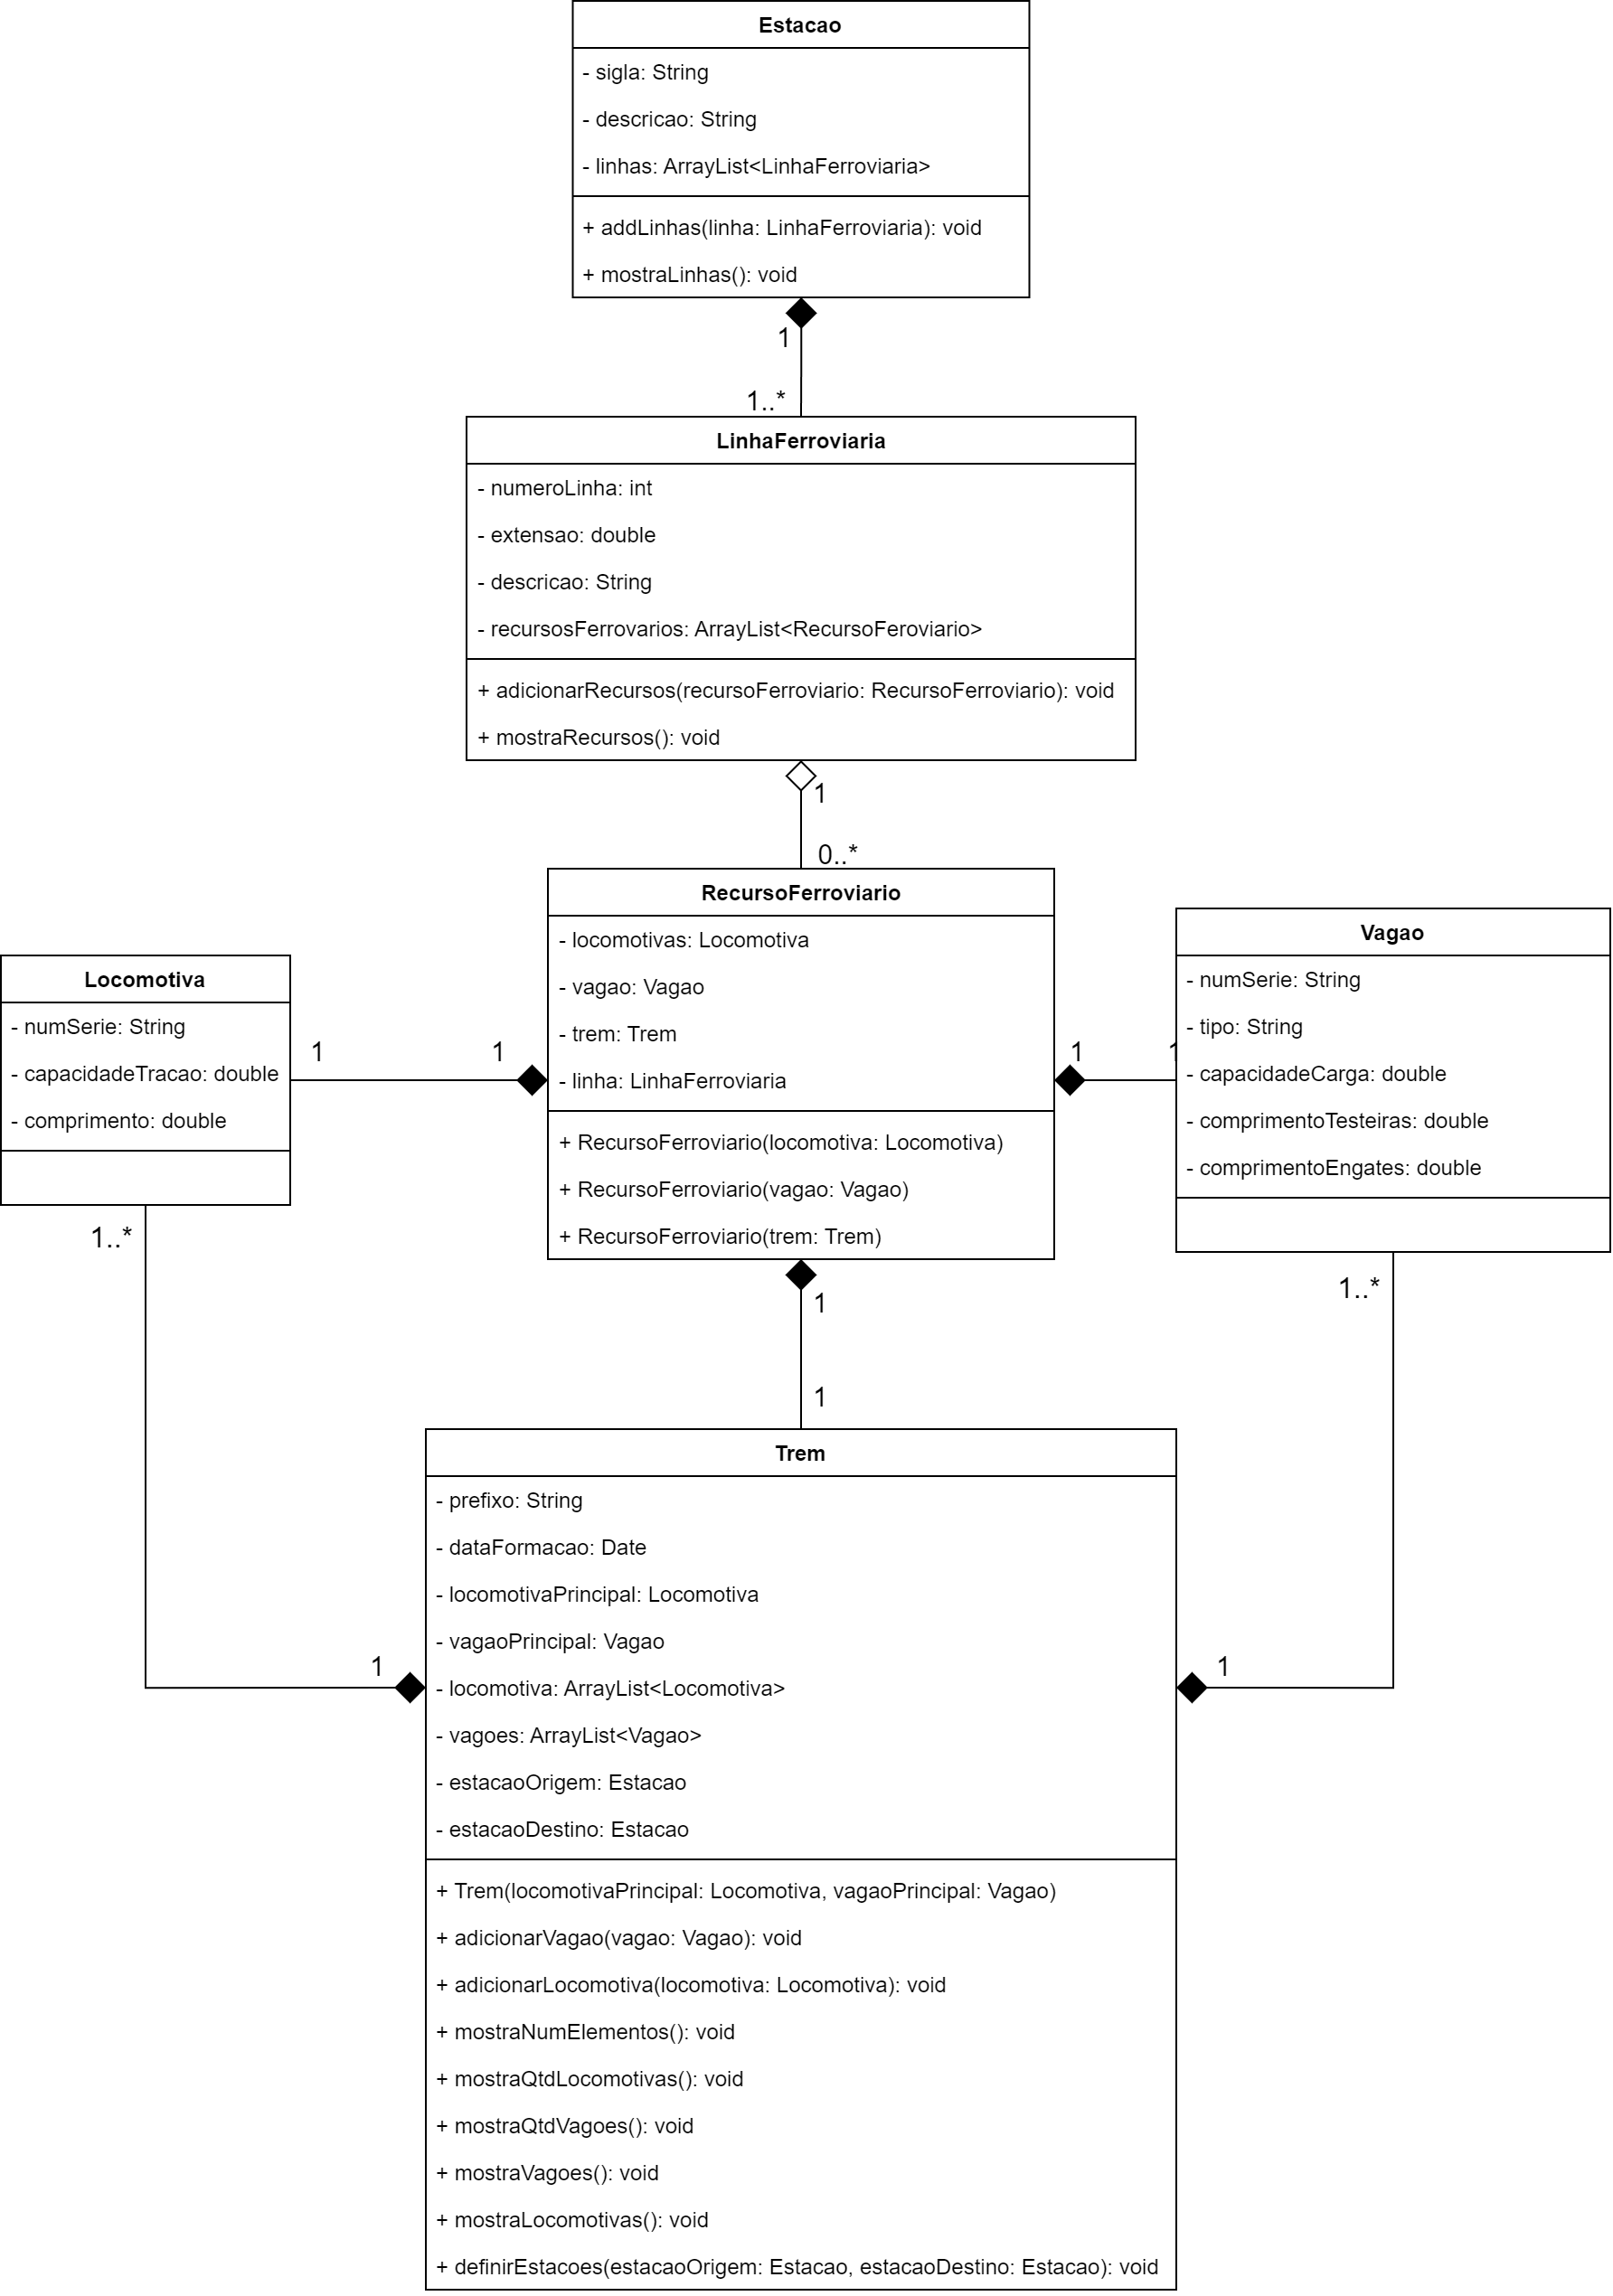 Estacao
- sigla: String
- descricao: String
- linhas: ArrayList<LinhaFerroviaria>
+ addLinhas(linha: LinhaFerroviaria): void
+ mostraLinhas(): void
1
1..*
LinhaFerroviaria
- numeroLinha: int
- extensao: double
- descricao: String
- recursosFerrovarios: ArrayList<RecursoFeroviario>
+ adicionarRecursos(recursoFerroviario: RecursoFerroviario): void
+ mostraRecursos(): void
1
0..*
RecursoFerroviario
- locomotivas: Locomotiva
- vagao: Vagao
- trem: Trem
- linha: LinhaFerroviaria
+ RecursoFerroviario(locomotiva: Locomotiva)
+ RecursoFerroviario(vagao: Vagao)
+ RecursoFerroviario(trem: Trem)
Locomotiva
- numSerie: String
- capacidadeTracao: double
- comprimento: double
1
1
1..*
1
1
Vagao
- numSerie: String
- tipo: String
- capacidadeCarga: double
- comprimentoTesteiras: double
- comprimentoEngates: double
1..*
1
1
Trem
- prefixo: String
- dataFormacao: Date
- locomotivaPrincipal: Locomotiva
- vagaoPrincipal: Vagao
- locomotiva: ArrayList<Locomotiva>
- vagoes: ArrayList<Vagao>
- estacaoOrigem: Estacao
- estacaoDestino: Estacao
+ Trem(locomotivaPrincipal: Locomotiva, vagaoPrincipal: Vagao)
+ adicionarVagao(vagao: Vagao): void
+ adicionarLocomotiva(locomotiva: Locomotiva): void
+ mostraNumElementos(): void
+ mostraQtdLocomotivas(): void
+ mostraQtdVagoes(): void
+ mostraVagoes(): void
+ mostraLocomotivas(): void
+ definirEstacoes(estacaoOrigem: Estacao, estacaoDestino: Estacao): void
1
1